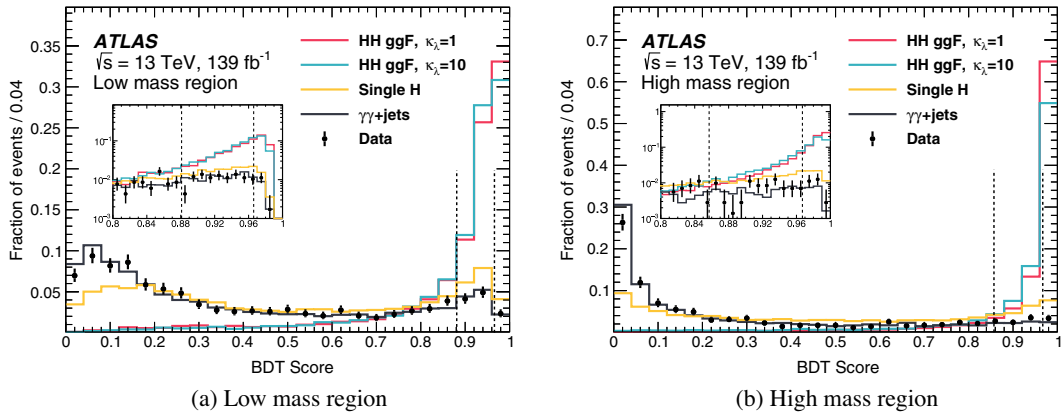 Fraction of events / 0.04
0.35
0.3
0.25
0.2
0.15
0.1
0.05
ATLAS
√s = 13 TeV, 139 fb⁻¹
Low mass region
HH ggF, κλ=1
HH ggF, κλ=10
Single H
γγ+jets
Data
10⁻¹
10⁻²
10⁻³
0.8 0.84 0.88 0.92 0.96 1
0 0.1 0.2 0.3 0.4 0.5 0.6 0.7 0.8 0.9 1
BDT Score
(a) Low mass region
Fraction of events / 0.04
0.7
0.6
0.5
0.4
0.3
0.2
0.1
ATLAS
√s = 13 TeV, 139 fb⁻¹
High mass region
HH ggF, κλ=1
HH ggF, κλ=10
Single H
γγ+jets
Data
1
10⁻¹
10⁻²
10⁻³
0.8 0.84 0.88 0.92 0.96 1
0 0.1 0.2 0.3 0.4 0.5 0.6 0.7 0.8 0.9 1
BDT Score
(b) High mass region